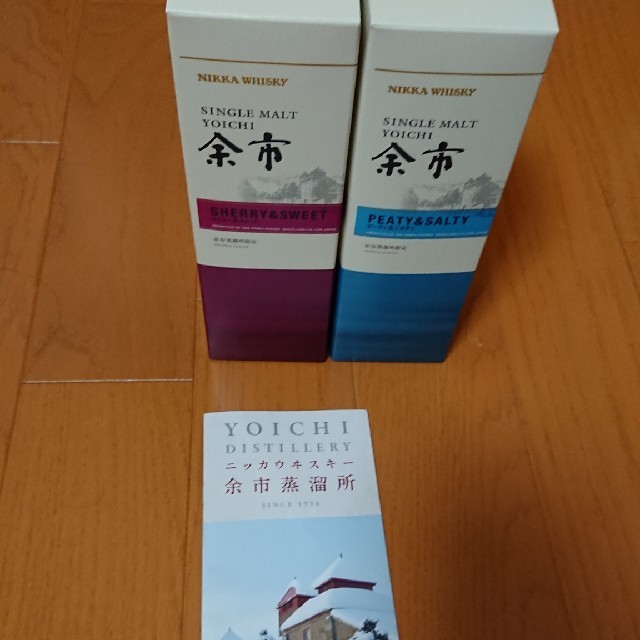 NIKKA WHISKY
SINGLE MALT
YOICHI
余市
SHERRY&SWEET
NIKKA WHISKY
SINGLE MALT
YOICHI
余市
PEATY&SALTY
YOICHI
DISTILLERY
ニッカウヰスキー
余市蒸溜所
SINCE 1934